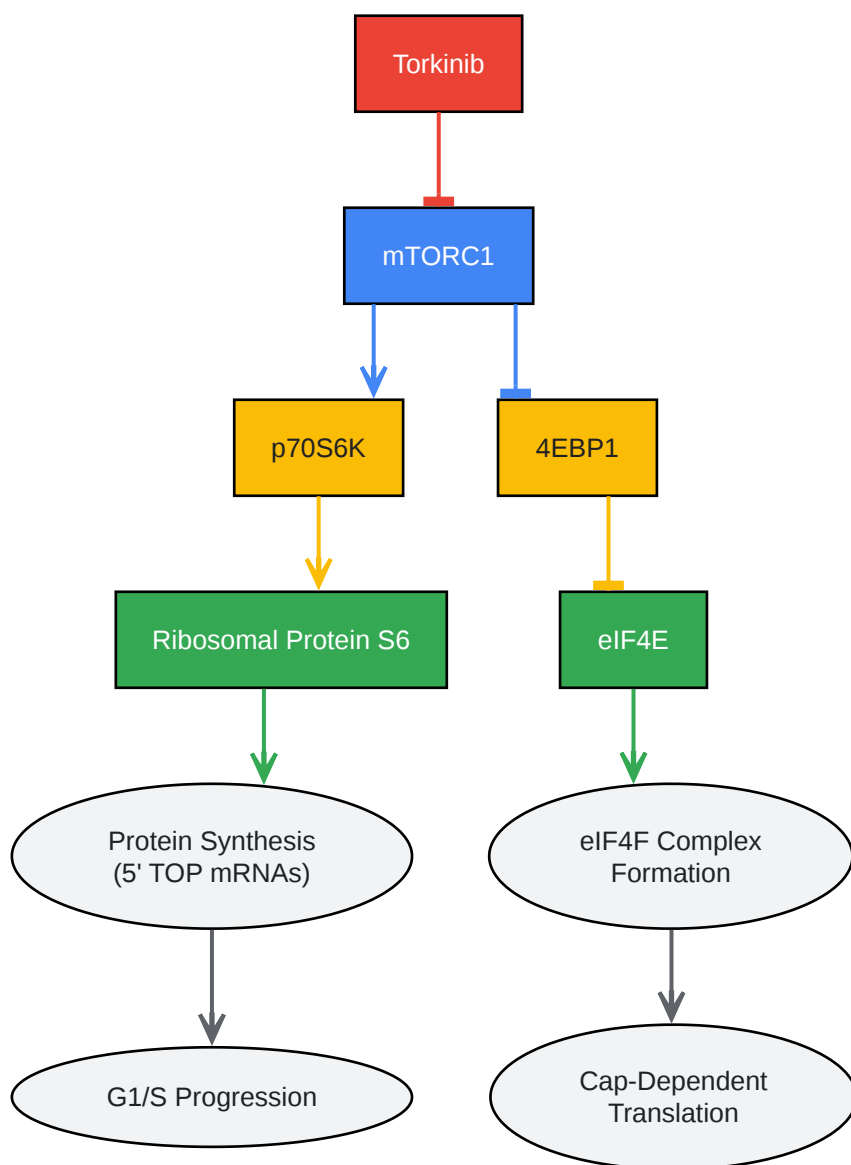 Torkinib
mTORC1
p70S6K
4EBP1
Ribosomal Protein S6
eIF4E
Protein Synthesis
(5' TOP mRNAs)
eIF4F Complex
Formation
G1/S Progression
Cap-Dependent
Translation